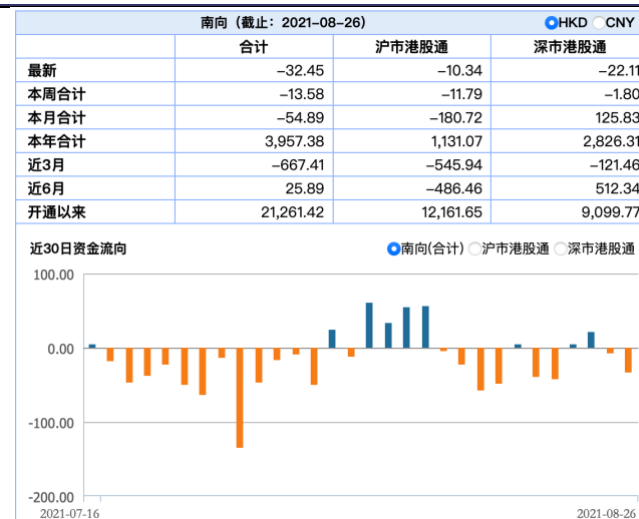 南向（截止：2021-08-26） HKD CNY
合计 沪市港股通 深市港股通
最新 -32.45 -10.34 -22.11
本周合计 -13.58 -11.79 -1.80
本月合计 -54.89 -180.72 125.83
本年合计 3,957.38 1,131.07 2,826.31
近3月 -667.41 -545.94 -121.46
近6月 25.89 -486.46 512.34
开通以来 21,261.42 12,161.65 9,099.77
近30日资金流向 南向(合计) 沪市港股通 深市港股通
100.00
0.00
-100.00
-200.00
2021-07-16 2021-08-26